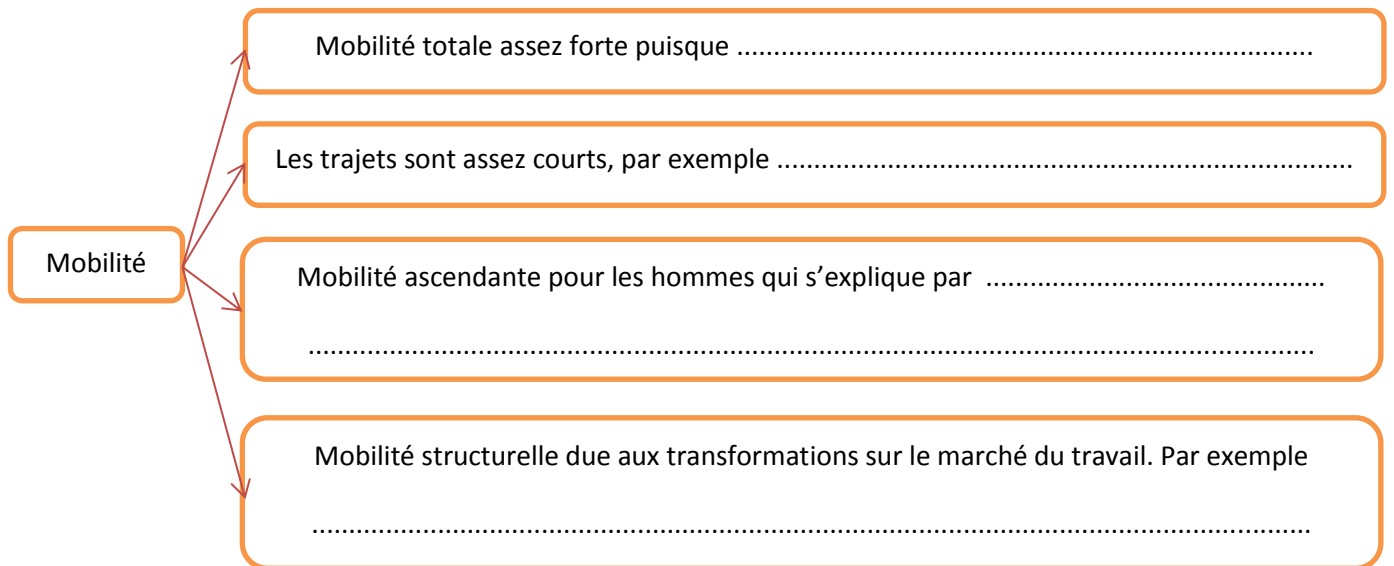 Mobilité totale assez forte puisque ...............................................................................
Les trajets sont assez courts, par exemple ...............................................................................
Mobilité
Mobilité ascendante pour les hommes qui s’explique par ..............................................
.........................................................................................................................................
Mobilité structurelle due aux transformations sur le marché du travail. Par exemple
.........................................................................................................................................